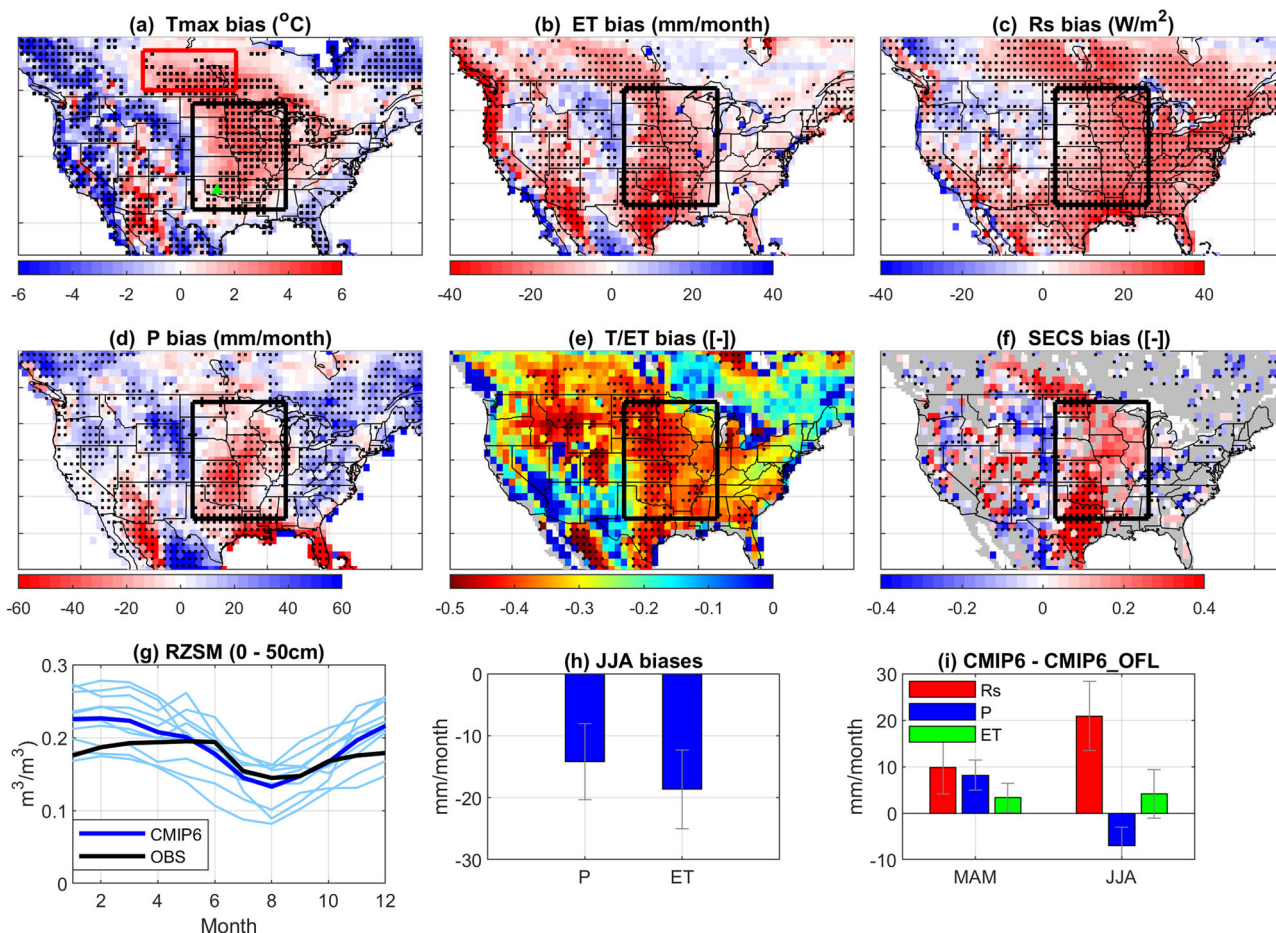 (a) Tmax bias (°C)
(b) ET bias (mm/month)
(c) Rs bias (W/m²)
-6 -4 -2 0 2 4 6
-40 -20 0 20 40
-40 -20 0 20 40
(d) P bias (mm/month)
(e) T/ET bias ([-])
(f) SECS bias ([-])
-60 -40 -20 0 20 40 60
-0.5 -0.4 -0.3 -0.2 -0.1 0
-0.4 -0.2 0 0.2 0.4
(g) RZSM (0 - 50cm)
m³/m³)
0.3
0.2
0.1
0
CMIP6
OBS
2 4 6 8 10 12
Month
(h) JJA biases
mm/month)
0
-10
-20
-30
P ET
(i) CMIP6 - CMIP6_OFL
mm/month)
30
20
10
0
-10
Rs
P
ET
MAM JJA